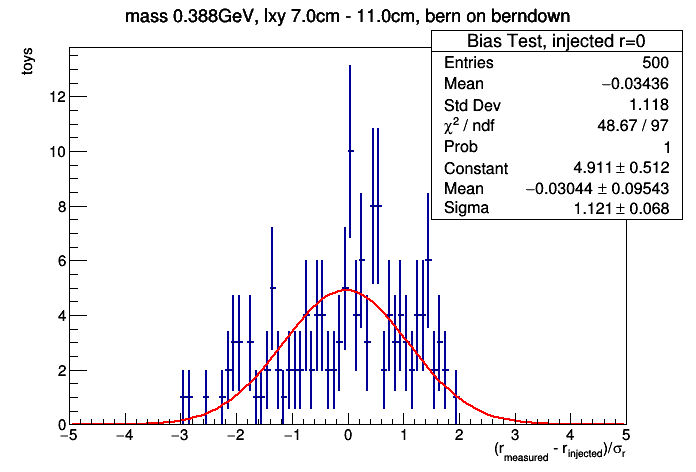 mass 0.388GeV, lxy 7.0cm - 11.0cm, bern on berndown
toys
Bias Test, injected r=0
Entries 500
Mean −0.03436
Std Dev 1.118
χ² / ndf 48.67 / 97
Prob 1
Constant 4.911 ± 0.512
Mean −0.03044 ± 0.09543
Sigma 1.121 ± 0.068
12
10
8
6
4
2
0
−5 −4 −3 −2 −1 0 1 2 3 4 5
(r_measured - r_injected)/σ_r